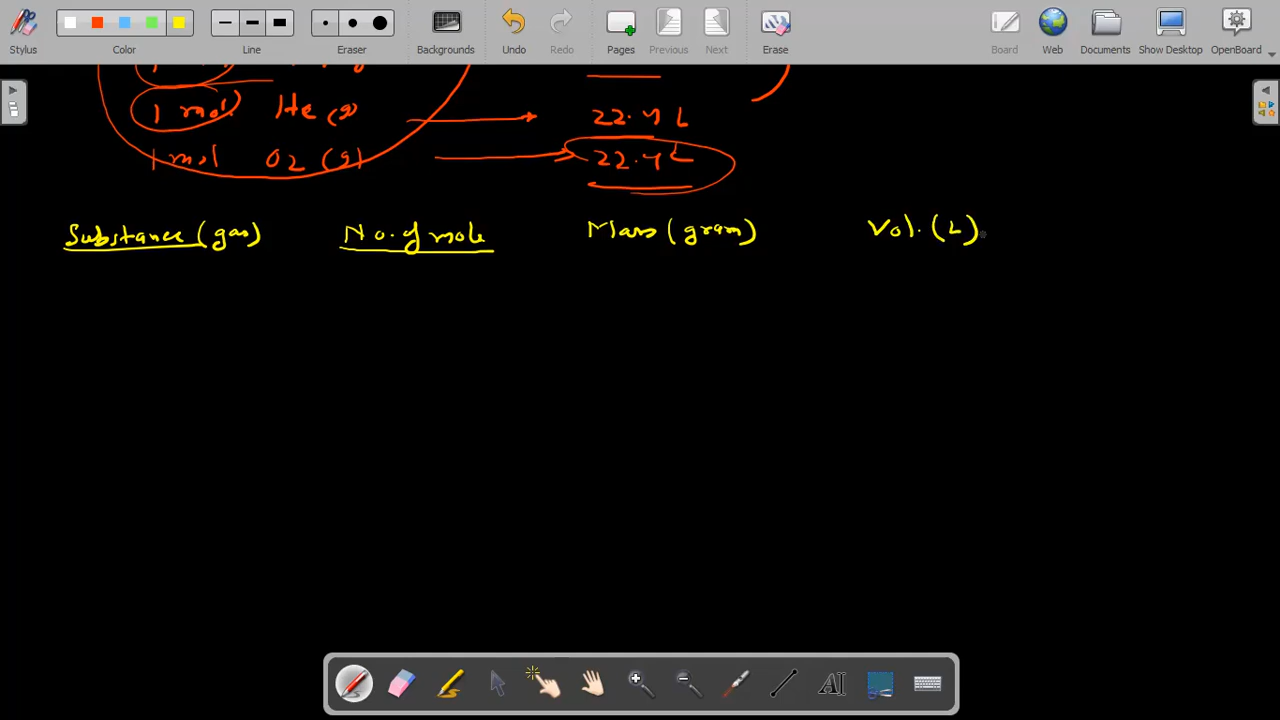 Stylus Color Line Eraser Backgrounds Undo Redo Pages Previous Next Erase Board Web Documents Show Desktop OpenBoard
1 mol He (g) 22.4 L
1 mol O2 (g) 22.4 L
Substance (gas) No. of mole Mass (gram) Vol. (L)
AI